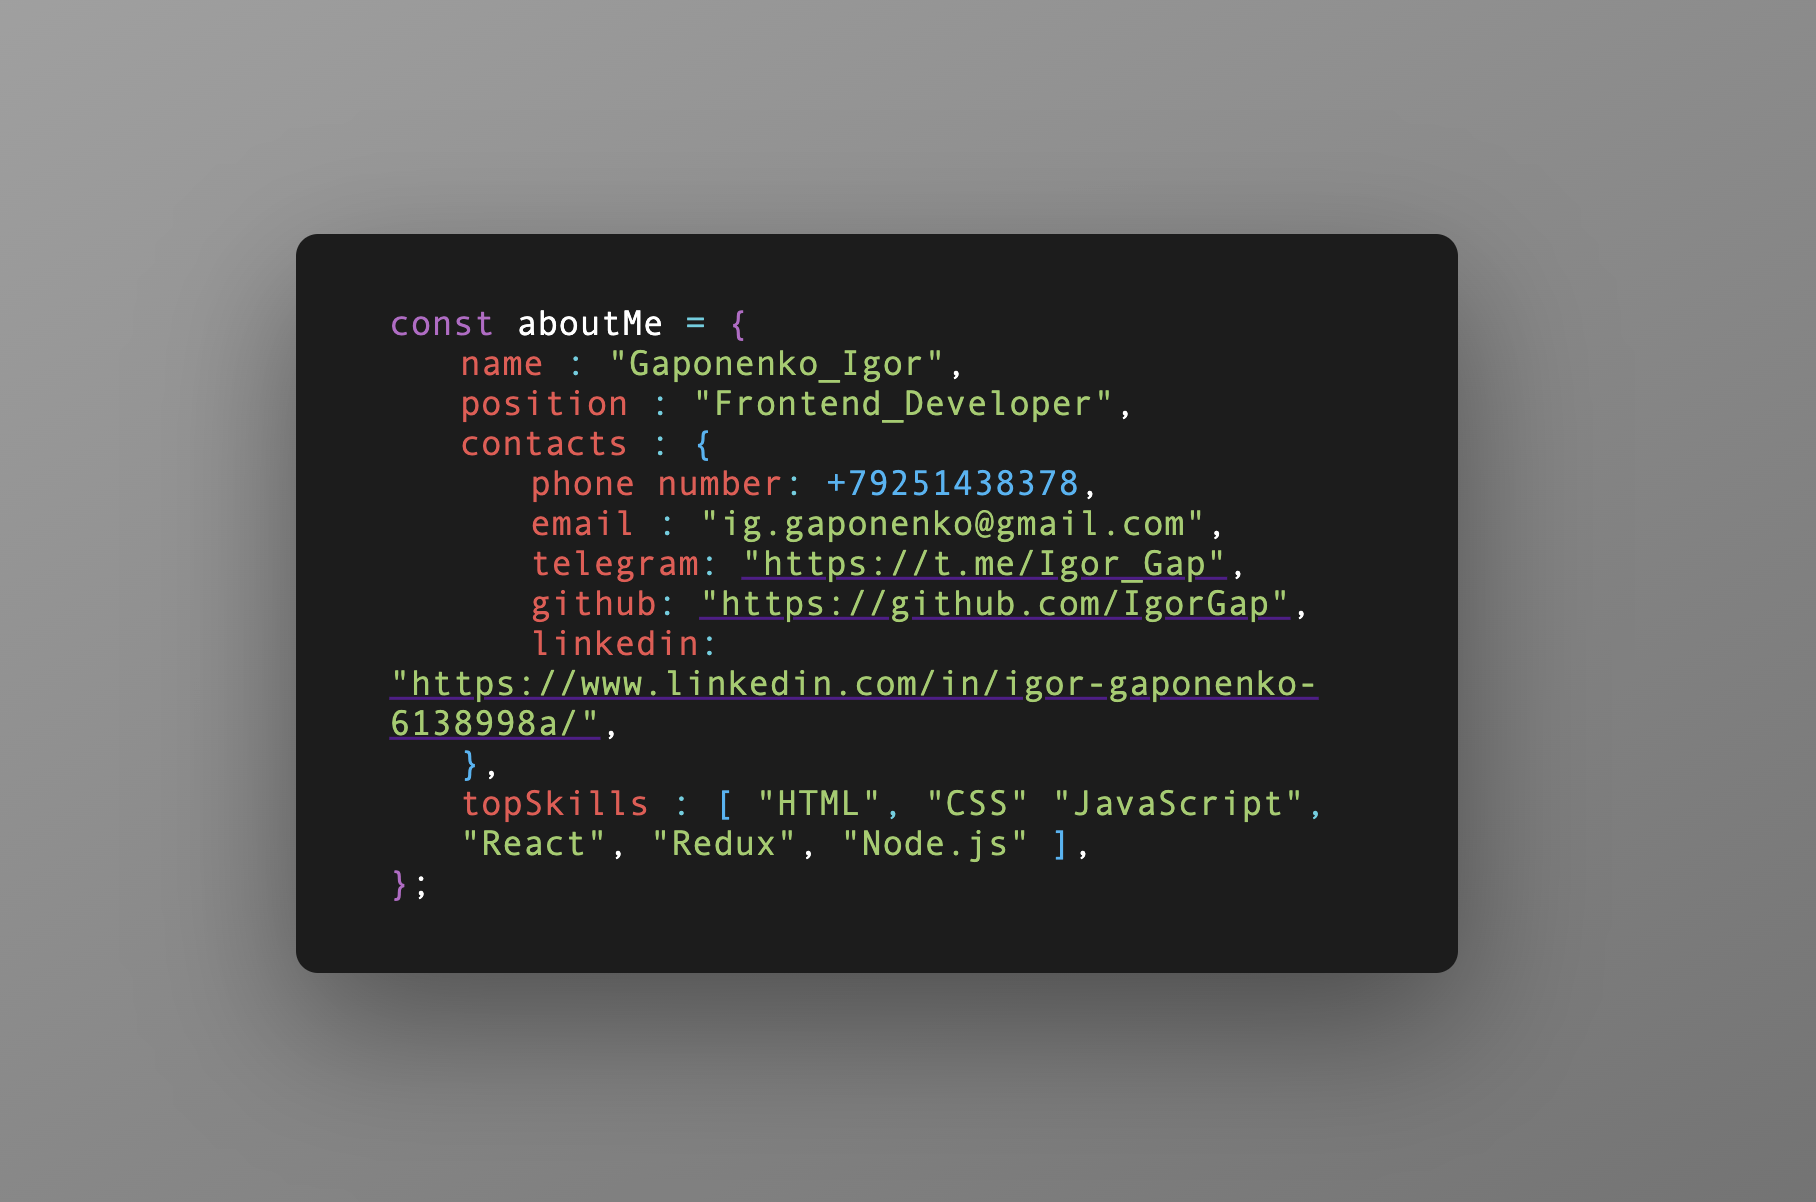 const aboutMe = {
name : "Gaponenko_Igor",
position : "Frontend_Developer",
contacts : {
phone number: +79251438378,
email : "ig.gaponenko@gmail.com",
telegram: "https://t.me/Igor_Gap",
github: "https://github.com/IgorGap",
linkedin:
"https://www.linkedin.com/in/igor-gaponenko-
6138998a/",
},
topSkills : [ "HTML", "CSS" "JavaScript",
"React", "Redux", "Node.js" ],
};